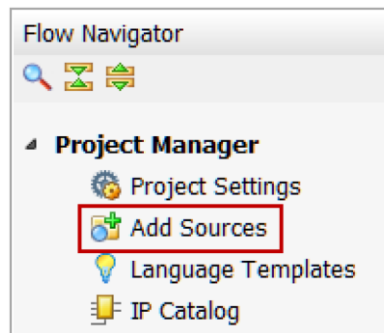 Flow Navigator
Project Manager
Project Settings
Add Sources
Language Templates
IP Catalog